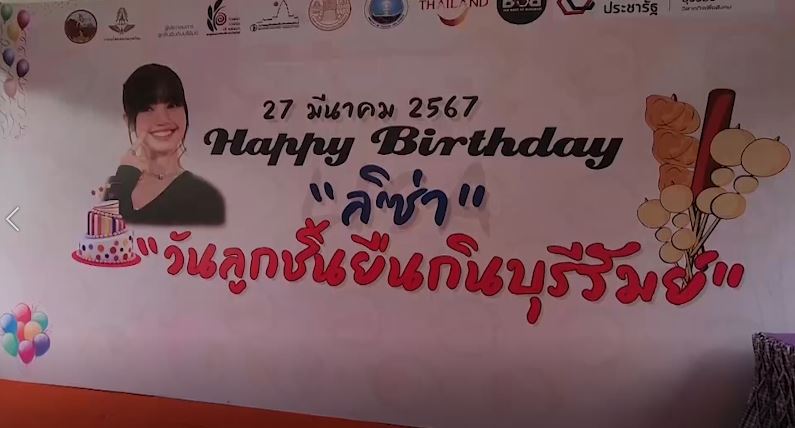 THAILAND
ประชารัฐ
27 มีนาคม 2567
Happy Birthday
"ลิซ่า"
"วันลูกชิ้นยืนกินบุรีรัมย์"